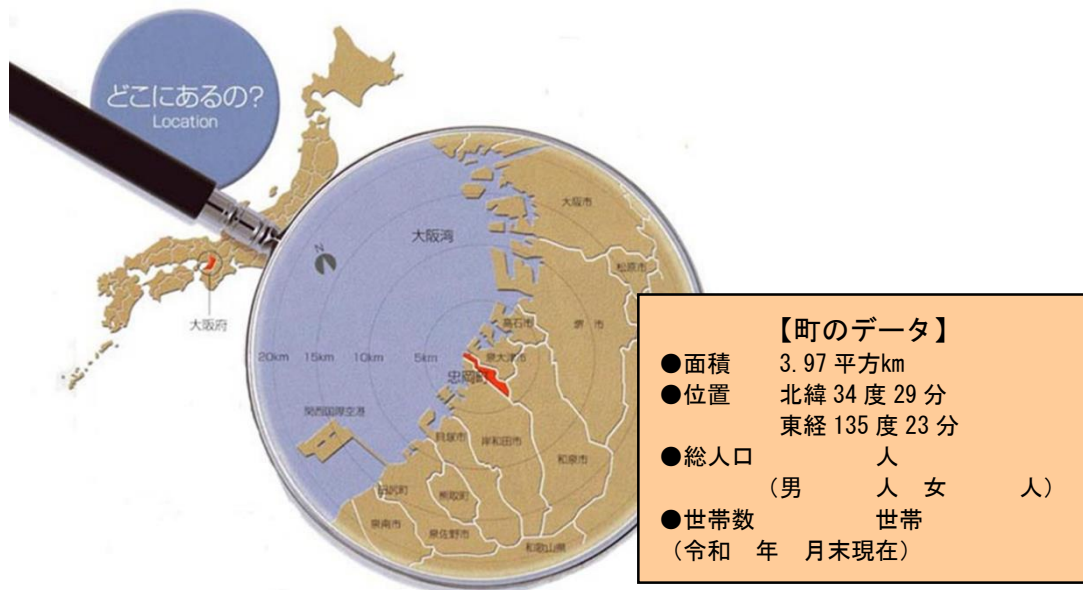 どこにあるの?
Location
大阪府
N
大阪湾
大阪市
松原市
堺 市
高石市
泉大津市
20km 15km 10km 5km
忠岡町
関西国際空港
貝塚市
岸和田市
和泉市
田尻町
熊取町
泉南市
泉佐野市
和歌山県
【町のデータ】
●面積 3.97 平方km
●位置 北緯 34 度 29 分
東経 135 度 23 分
●総人口 人
(男 人 女 人)
●世帯数 世帯
(令和 年 月末現在)